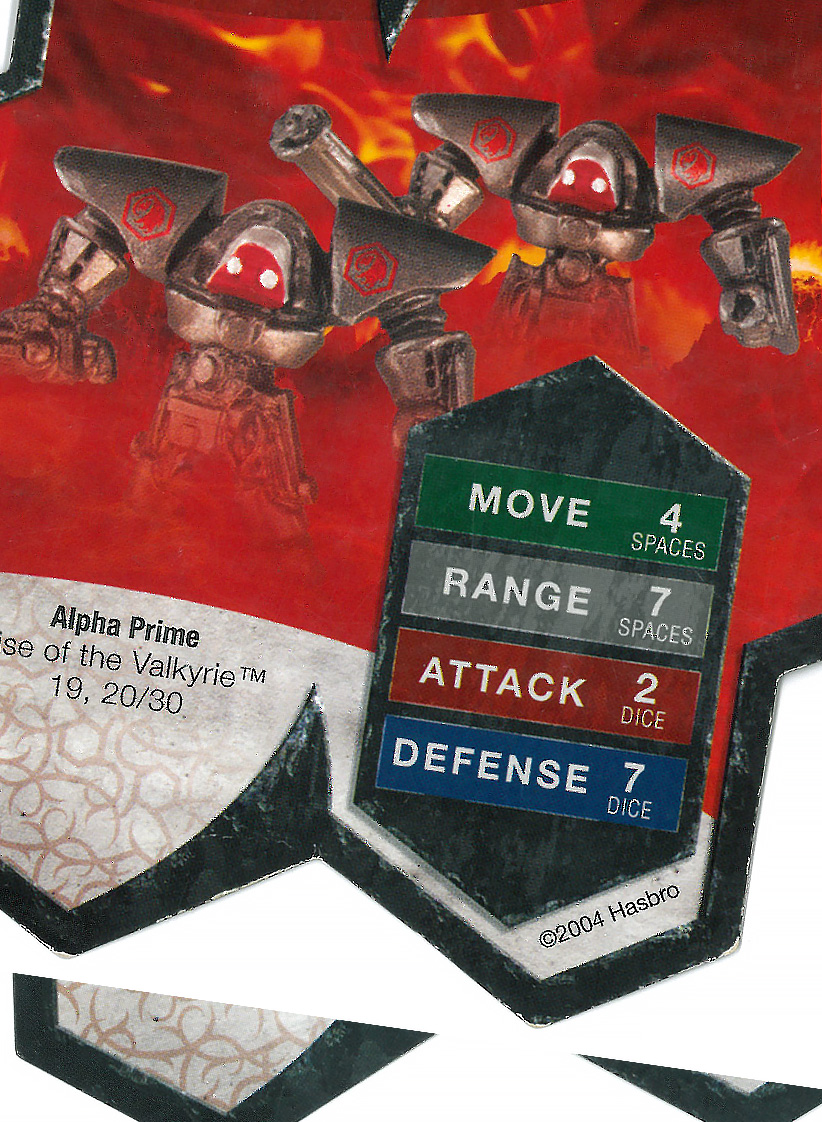 MOVE 4
SPACES
RANGE 7
SPACES
ATTACK 2
DICE
DEFENSE 7
DICE
Alpha Prime
ise of the Valkyrie™
19, 20/30
©2004 Hasbro